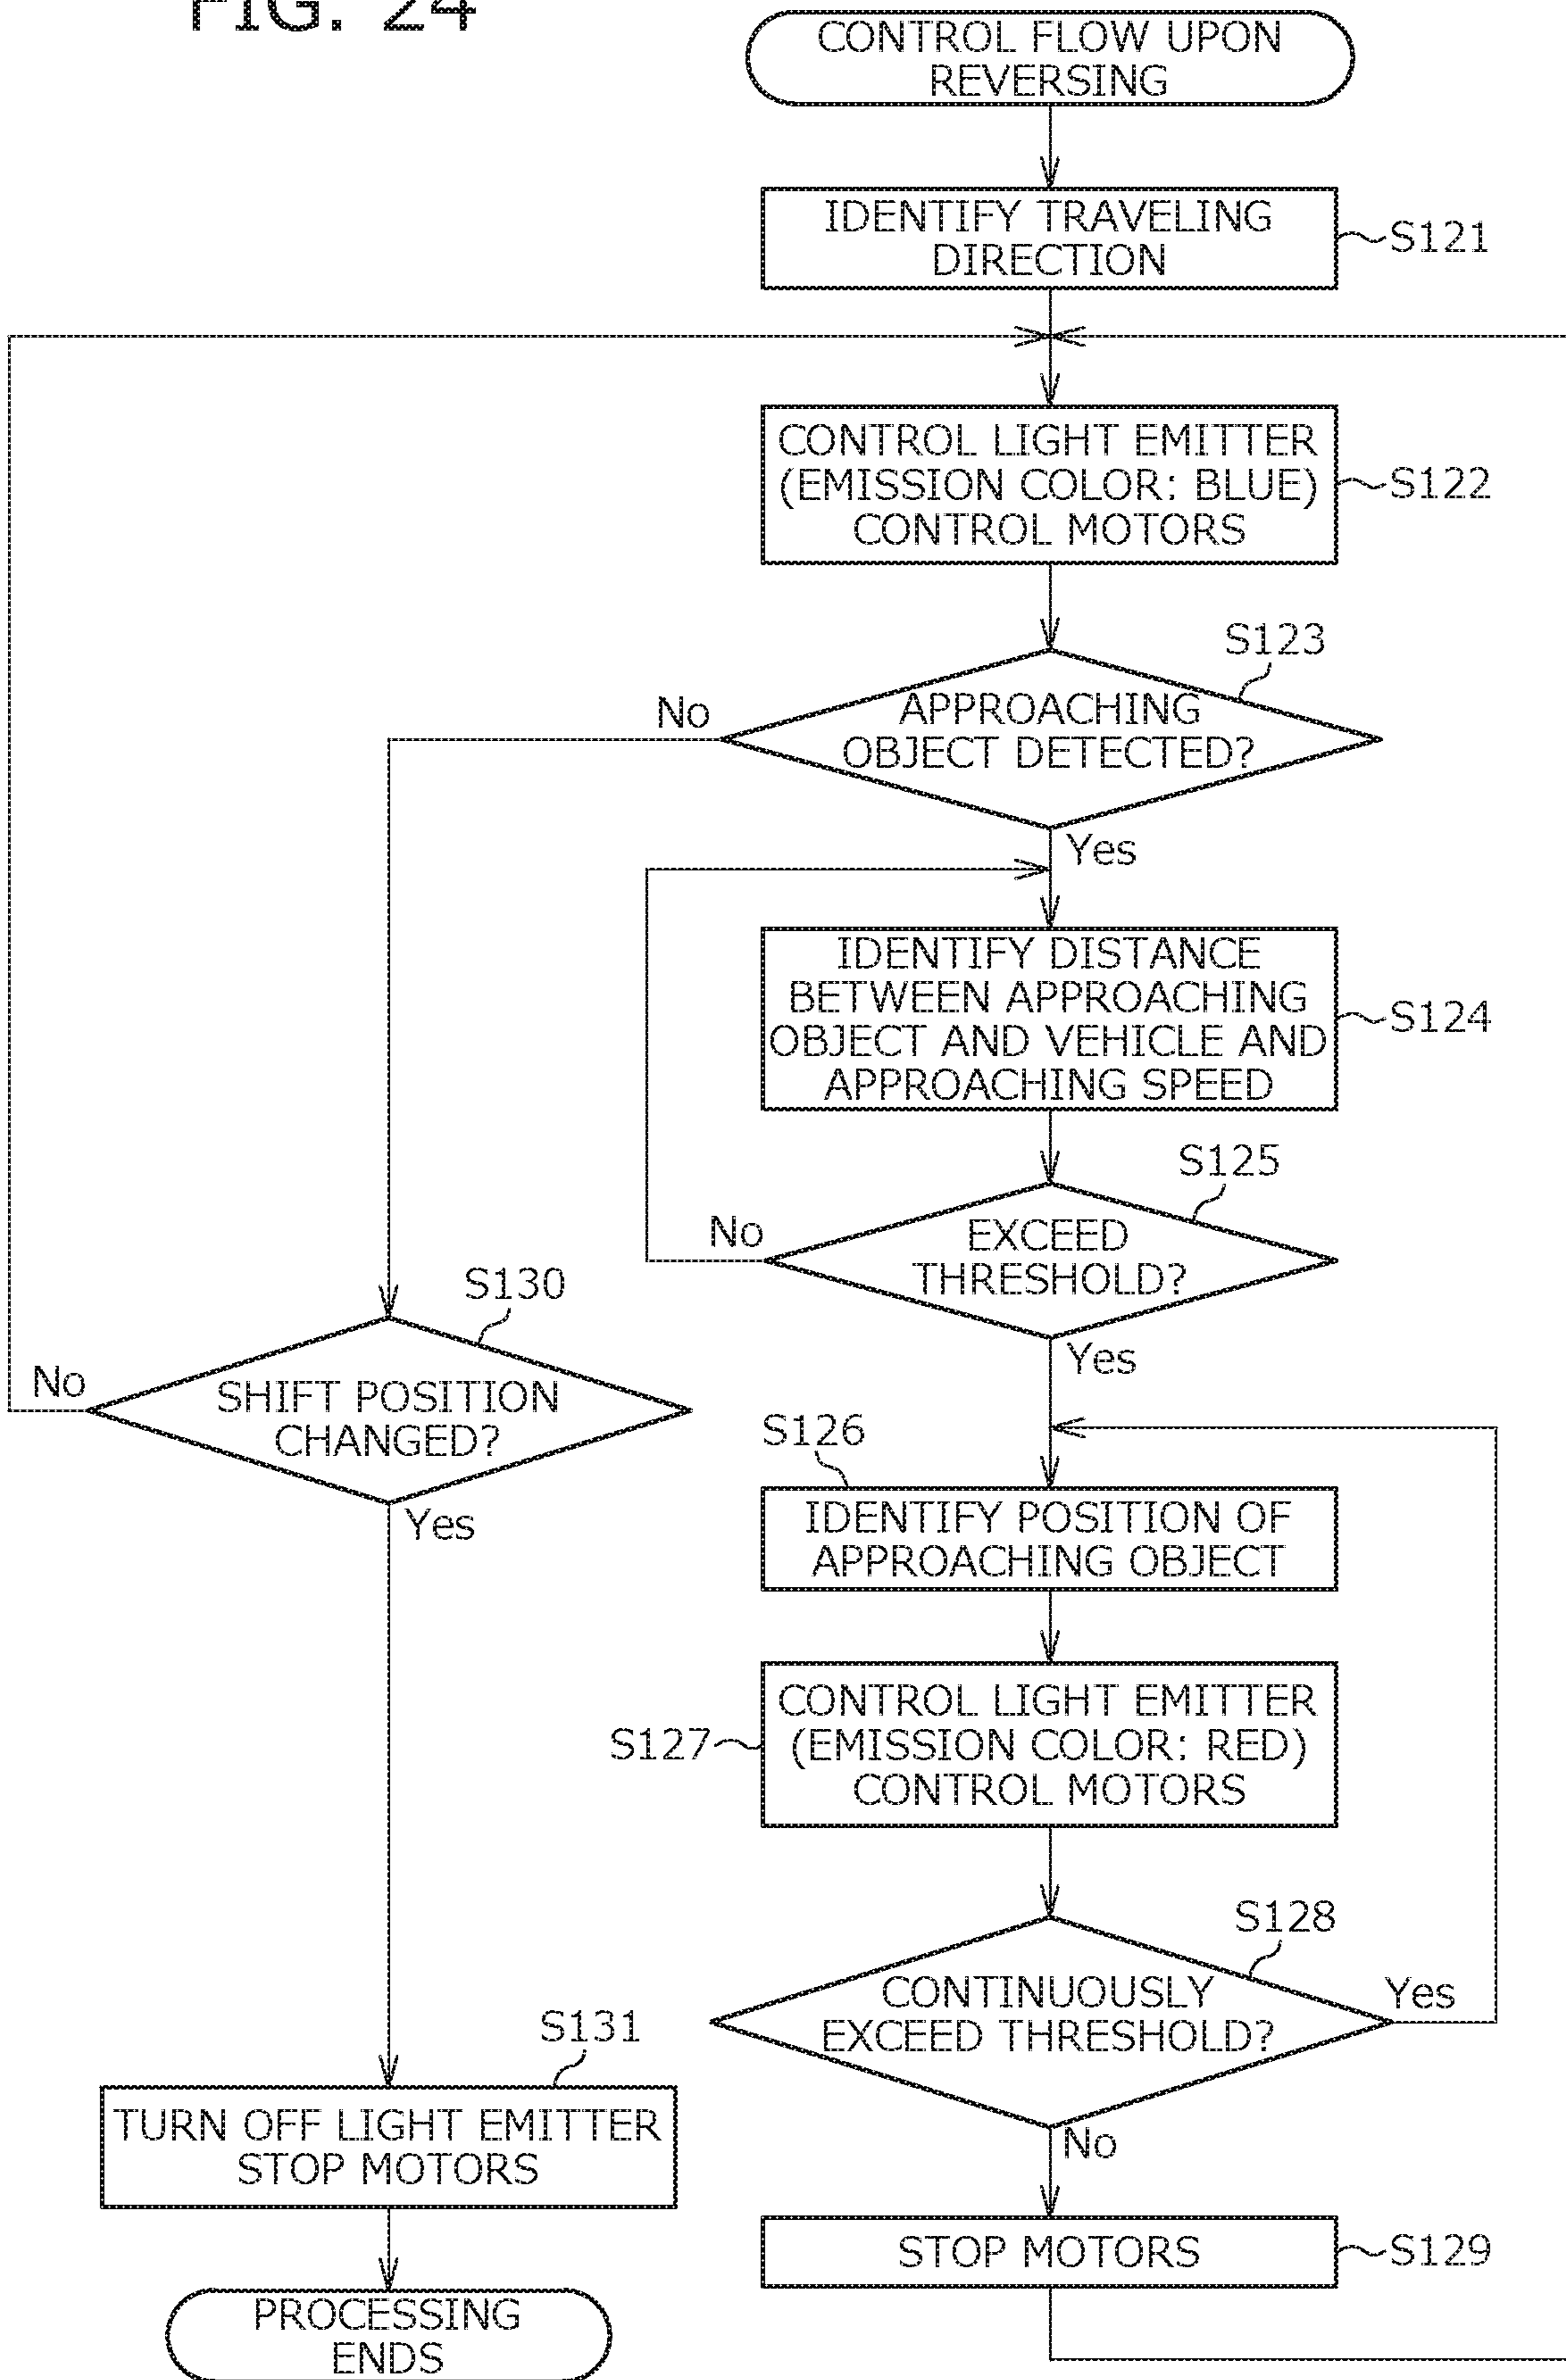 FIG. 24
CONTROL FLOW UPON
REVERSING
IDENTIFY TRAVELING
DIRECTION
S121
CONTROL LIGHT EMITTER
(EMISSION COLOR: BLUE)
CONTROL MOTORS
S122
S123
APPROACHING
OBJECT DETECTED?
No
Yes
IDENTIFY DISTANCE
BETWEEN APPROACHING
OBJECT AND VEHICLE AND
APPROACHING SPEED
S124
S125
EXCEED
THRESHOLD?
No
Yes
S130
SHIFT POSITION
CHANGED?
No
Yes
S126
IDENTIFY POSITION OF
APPROACHING OBJECT
S127
CONTROL LIGHT EMITTER
(EMISSION COLOR: RED)
CONTROL MOTORS
S128
CONTINUOUSLY
EXCEED THRESHOLD?
Yes
No
S131
TURN OFF LIGHT EMITTER
STOP MOTORS
STOP MOTORS
S129
PROCESSING
ENDS